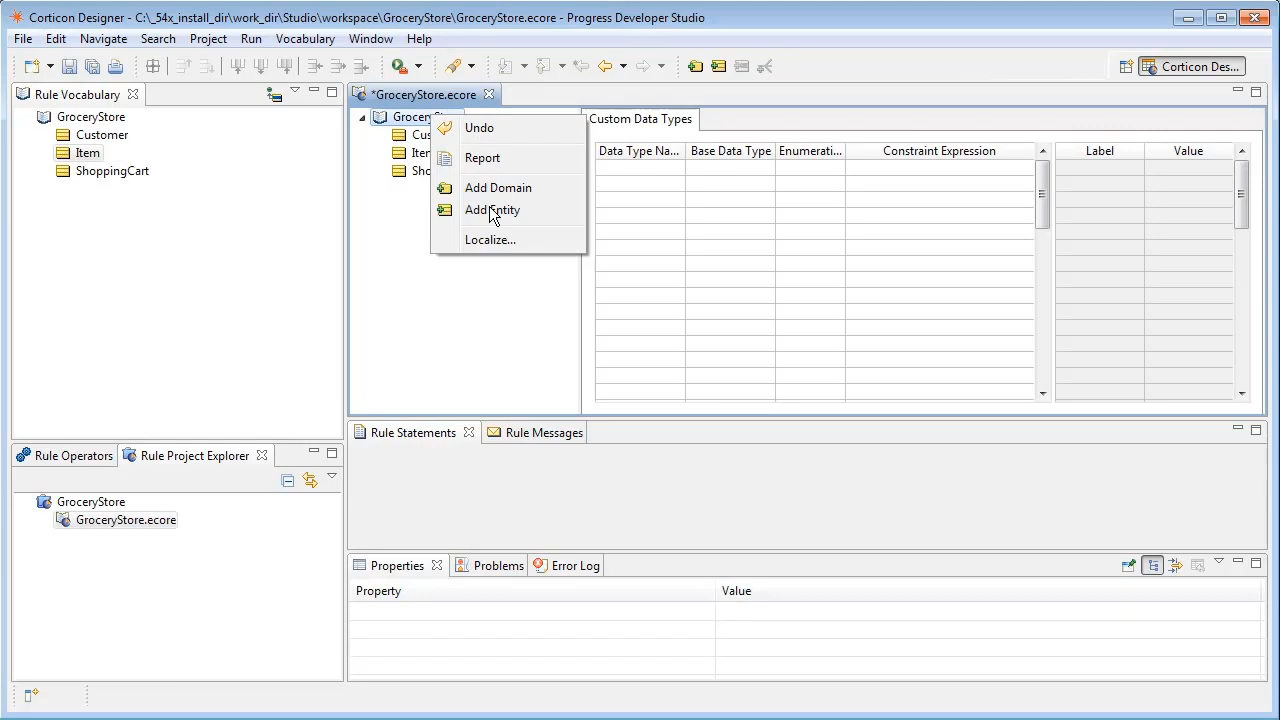 Corticon Designer - C:\_54x_install_dir\work_dir\Studio\workspace\GroceryStore\GroceryStore.ecore - Progress Developer Studio
File Edit Navigate Search Project Run Vocabulary Window Help
Corticon Des...
Rule Vocabulary
GroceryStore
Customer
Item
ShoppingCart
*GroceryStore.ecore
Undo
Report
Add Domain
Add Entity
Localize...
Custom Data Types
Data Type Na... Base Data Type Enumerati... Constraint Expression Label Value
Rule Statements Rule Messages
Rule Operators Rule Project Explorer
GroceryStore
GroceryStore.ecore
Properties Problems Error Log
Property Value